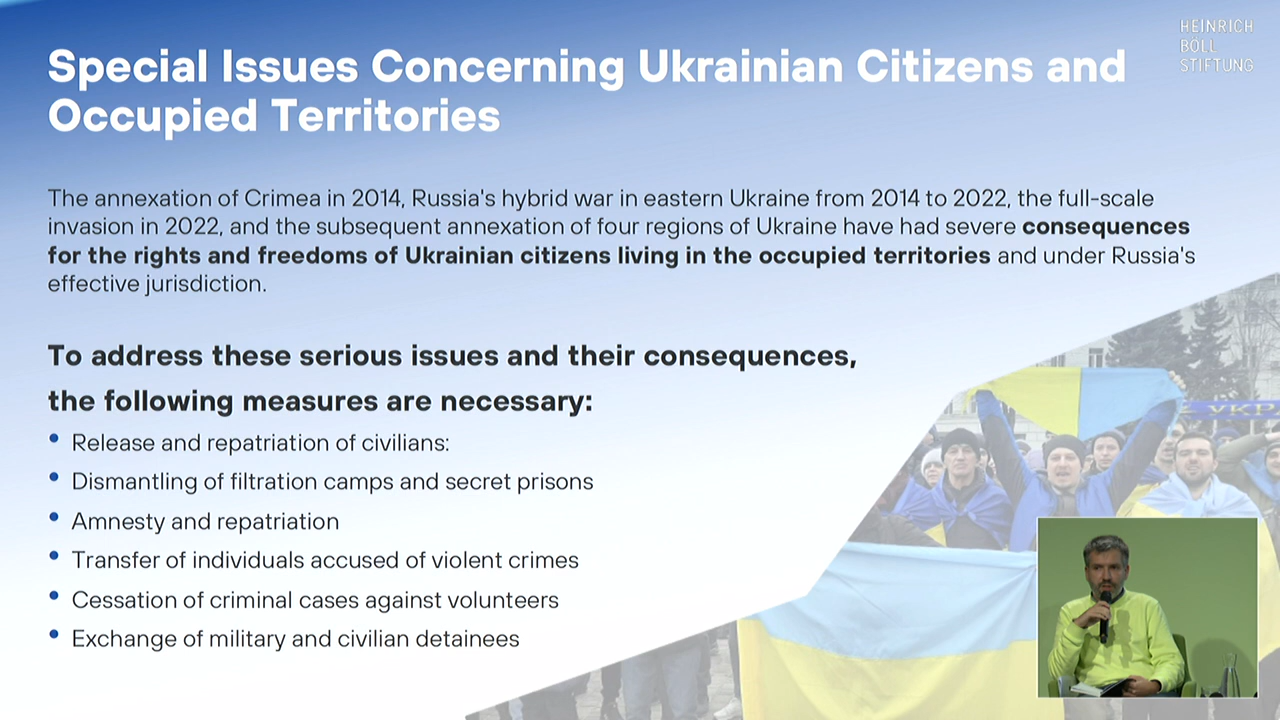 HEINRICH
BÖLL
STIFTUNG
Special Issues Concerning Ukrainian Citizens and
Occupied Territories
The annexation of Crimea in 2014, Russia's hybrid war in eastern Ukraine from 2014 to 2022, the full-scale
invasion in 2022, and the subsequent annexation of four regions of Ukraine have had severe consequences
for the rights and freedoms of Ukrainian citizens living in the occupied territories and under Russia's
effective jurisdiction.
To address these serious issues and their consequences,
the following measures are necessary:
• Release and repatriation of civilians:
• Dismantling of filtration camps and secret prisons
• Amnesty and repatriation
• Transfer of individuals accused of violent crimes
• Cessation of criminal cases against volunteers
• Exchange of military and civilian detainees
УКР